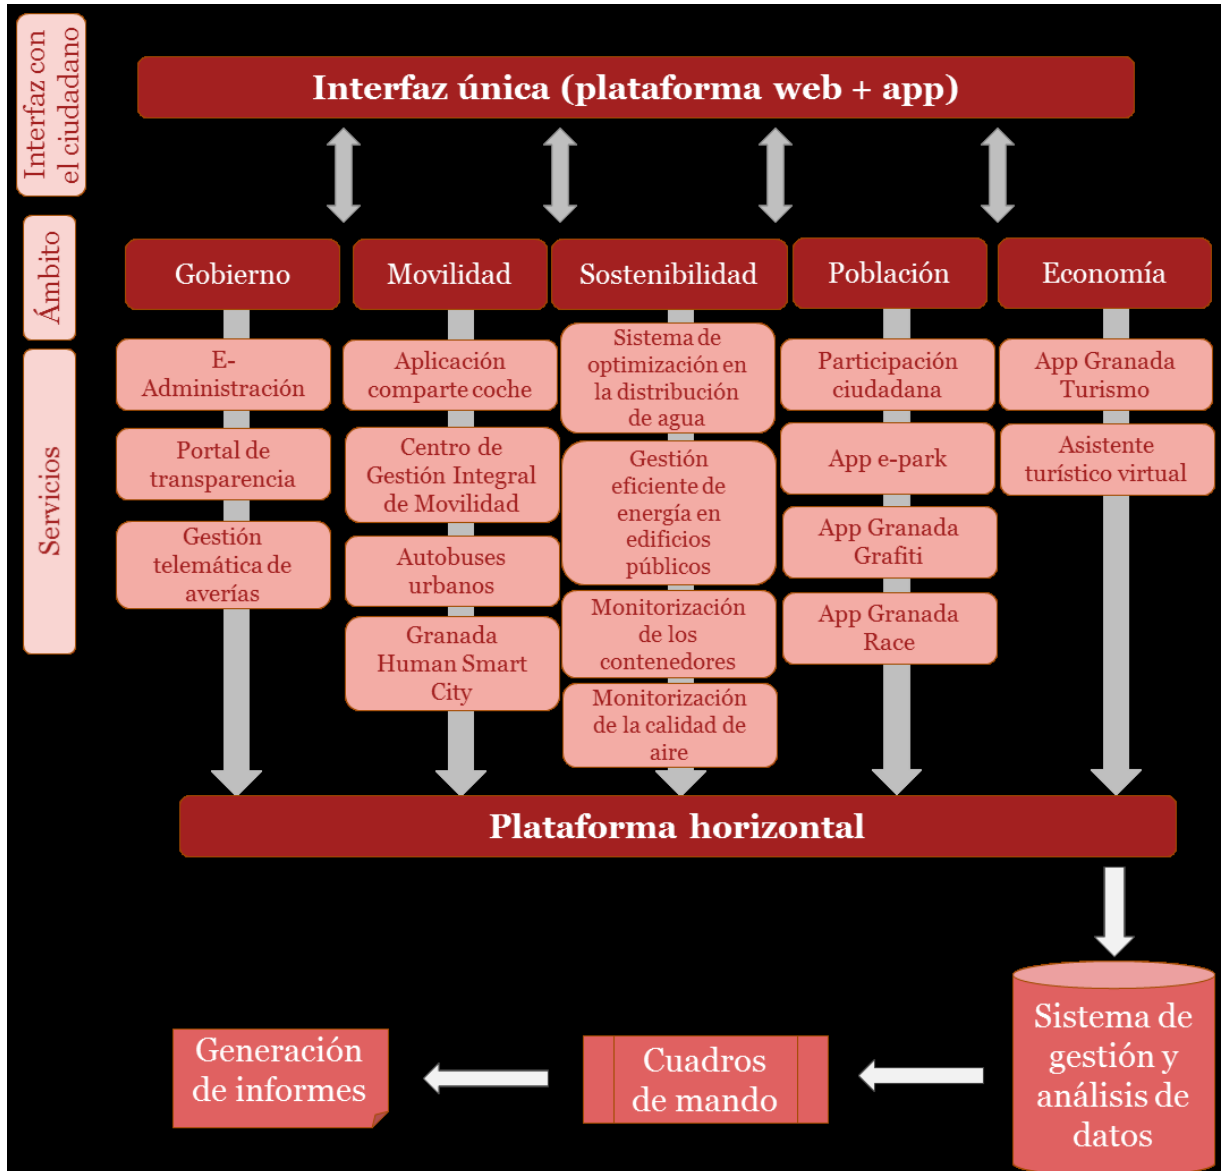 Interfaz con
el ciudadano
Interfaz única (plataforma web + app)
Ámbito
Gobierno
Movilidad
Sostenibilidad
Población
Economía
Servicios
E-
Administración
Portal de
transparencia
Gestión
telemática de
averías
Aplicación
comparte coche
Centro de
Gestión Integral
de Movilidad
Autobuses
urbanos
Granada
Human Smart
City
Sistema de
optimización en
la distribución
de agua
Gestión
eficiente de
energía en
edificios
públicos
Monitorización
de los
contenedores
Monitorización
de la calidad de
aire
Participación
ciudadana
App e-park
App Granada
Grafiti
App Granada
Race
App Granada
Turismo
Asistente
turístico virtual
Plataforma horizontal
Sistema de
gestión y
análisis de
datos
Cuadros
de mando
Generación
de informes